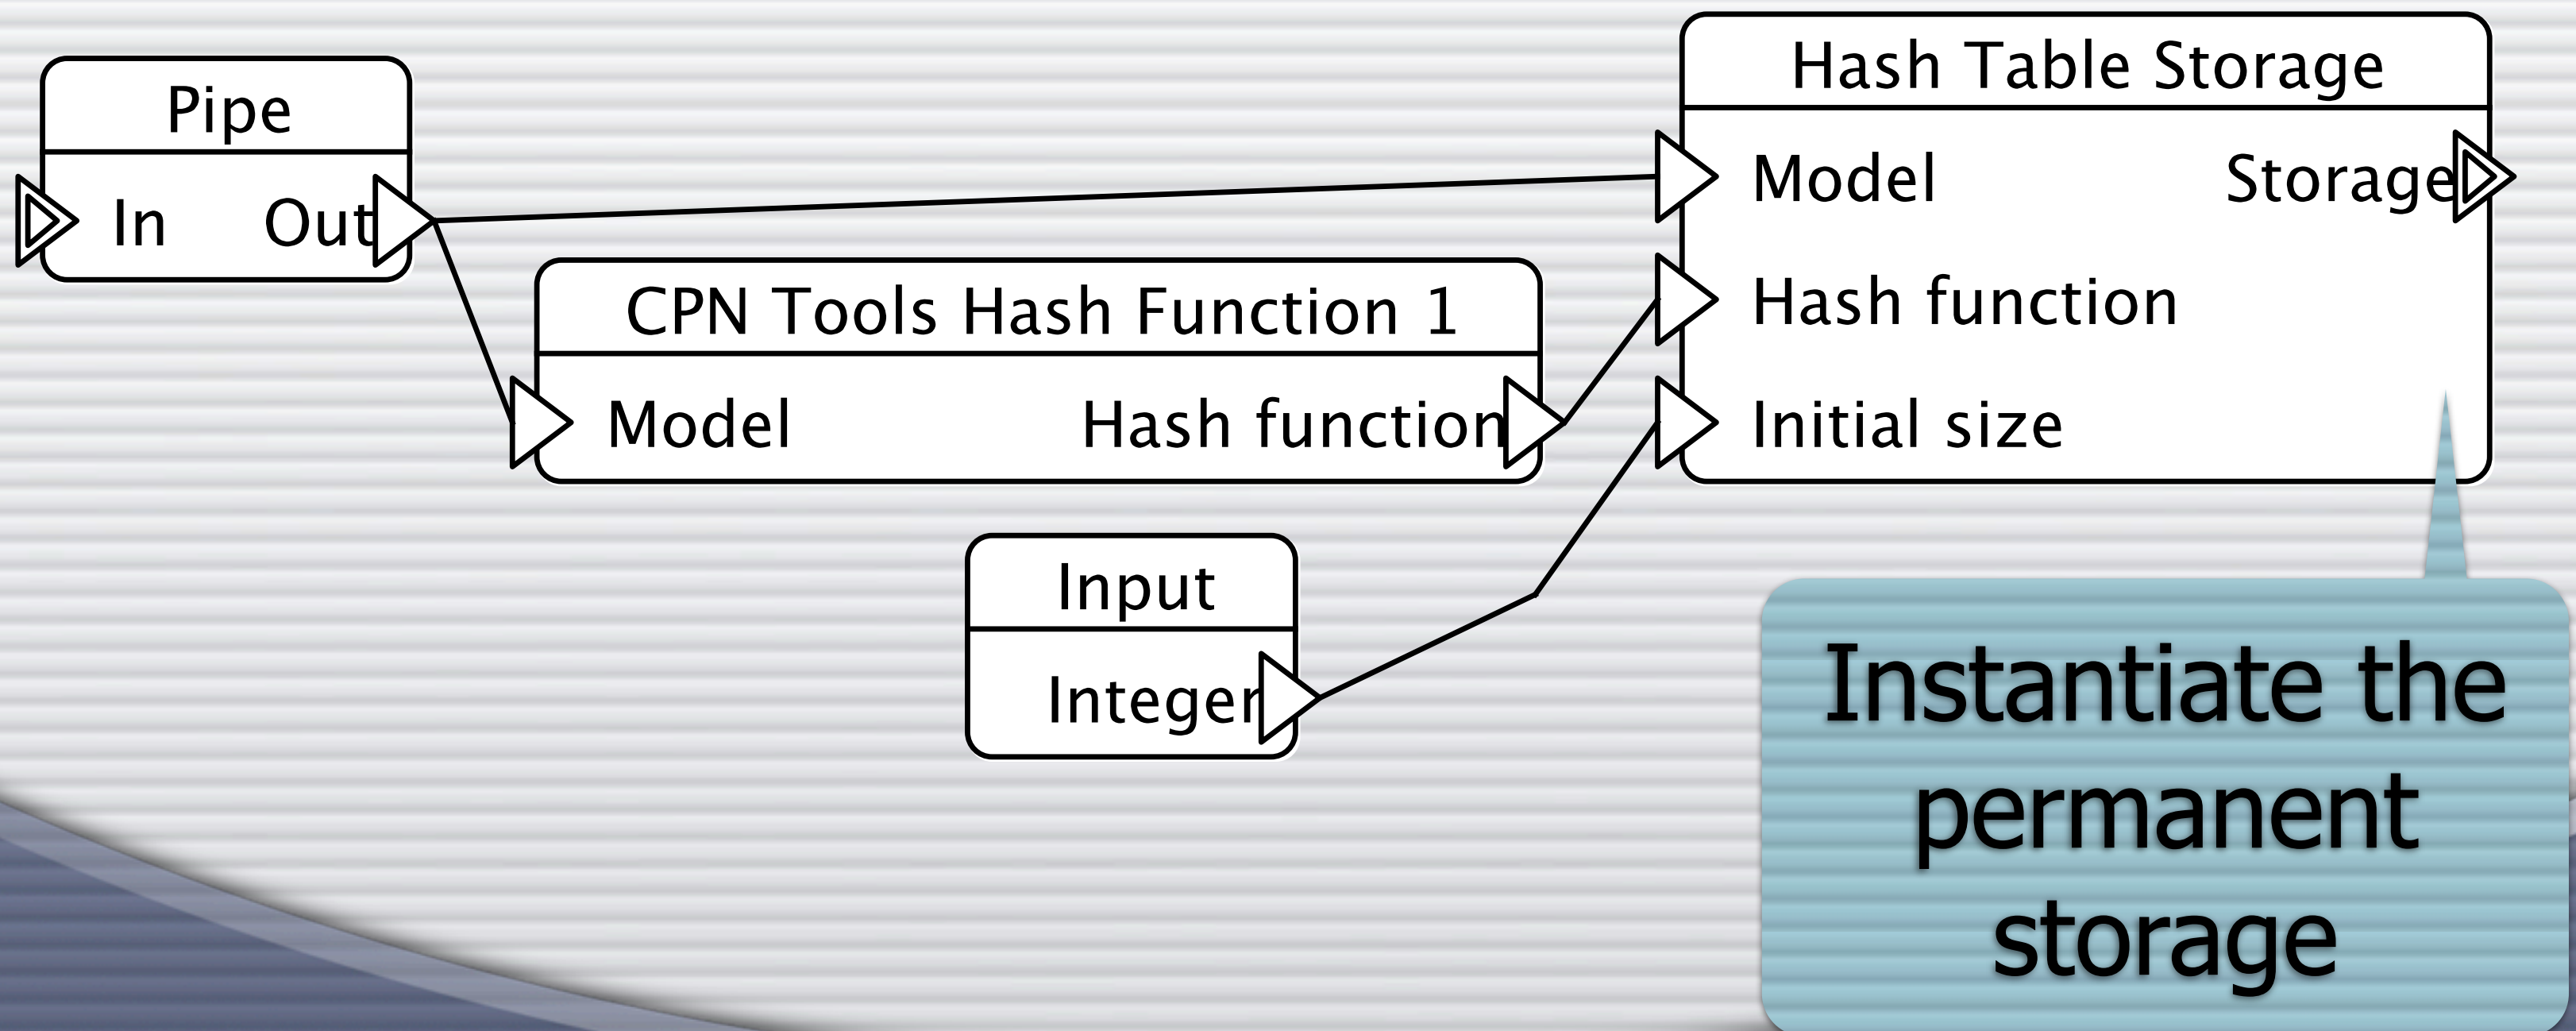 Pipe
In Out
CPN Tools Hash Function 1
Model Hash function
Input
Integer
Hash Table Storage
Model Storage
Hash function
Initial size
Instantiate the
permanent
storage